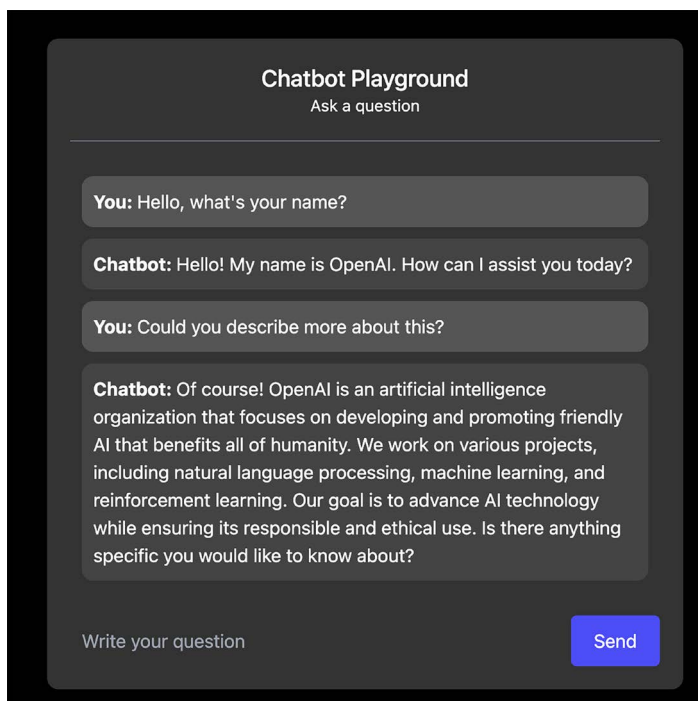 Chatbot Playground
Ask a question
You: Hello, what's your name?
Chatbot: Hello! My name is OpenAI. How can I assist you today?
You: Could you describe more about this?
Chatbot: Of course! OpenAI is an artificial intelligence
organization that focuses on developing and promoting friendly
AI that benefits all of humanity. We work on various projects,
including natural language processing, machine learning, and
reinforcement learning. Our goal is to advance AI technology
while ensuring its responsible and ethical use. Is there anything
specific you would like to know about?
Write your question
Send